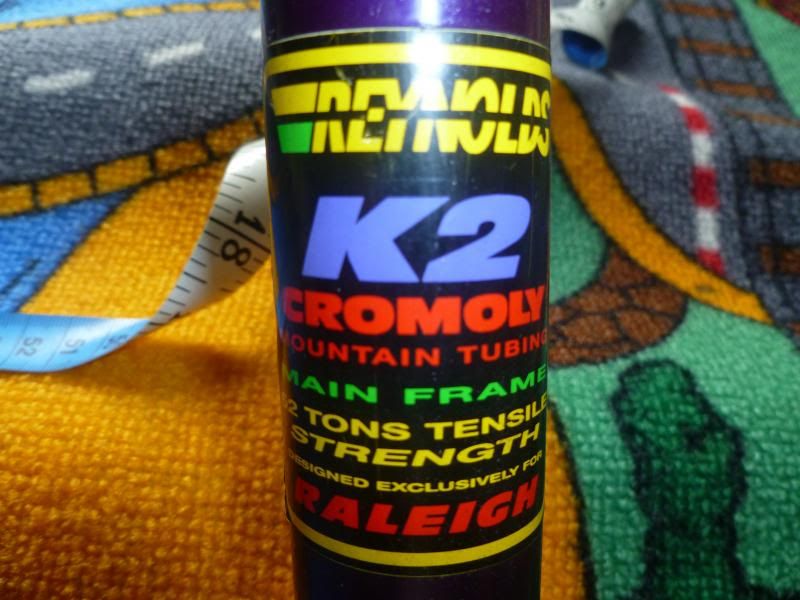 REYNOLDS
K2
CROMOLY
MOUNTAIN TUBING
MAIN FRAME
2 TONS TENSILE
STRENGTH
DESIGNED EXCLUSIVELY FOR
RALEIGH
18
52
51